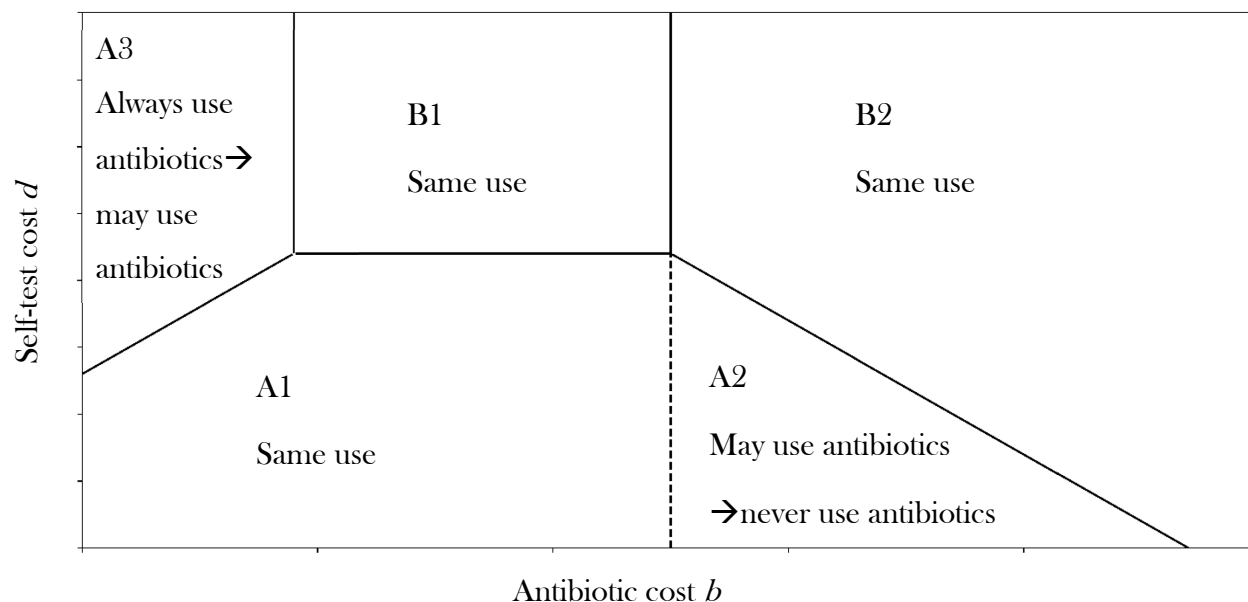 A3
Always use
antibiotics→
may use
antibiotics
B1
Same use
B2
Same use
Self-test cost d
A1
Same use
A2
May use antibiotics
→never use antibiotics
Antibiotic cost b